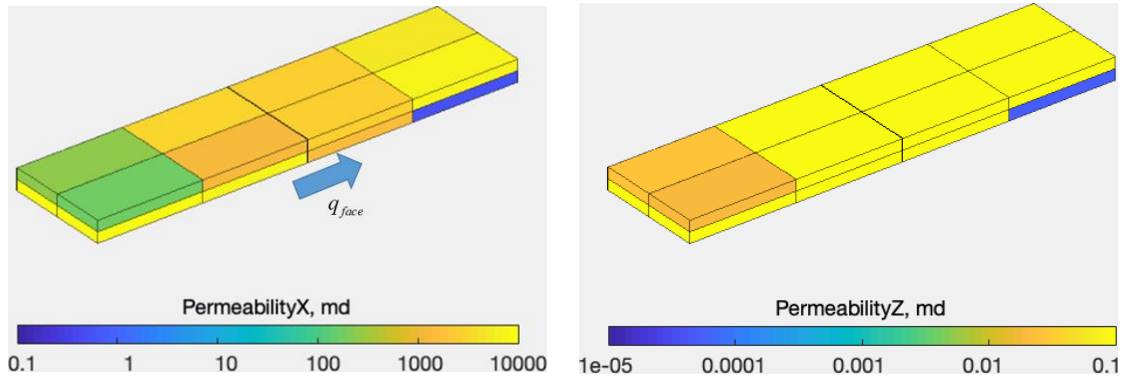 q face
PermeabilityX, md
0.1 1 10 100 1000 10000
PermeabilityZ, md
1e-05 0.0001 0.001 0.01 0.1